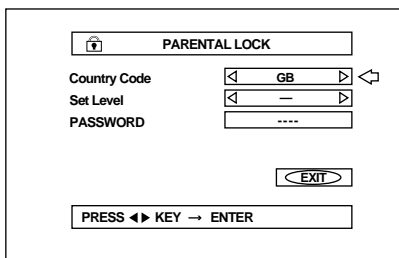 PARENTAL LOCK
Country Code ◁ GB ▷
Set Level ◁ — ▷
PASSWORD ----
EXIT
PRESS ◀▶ KEY → ENTER